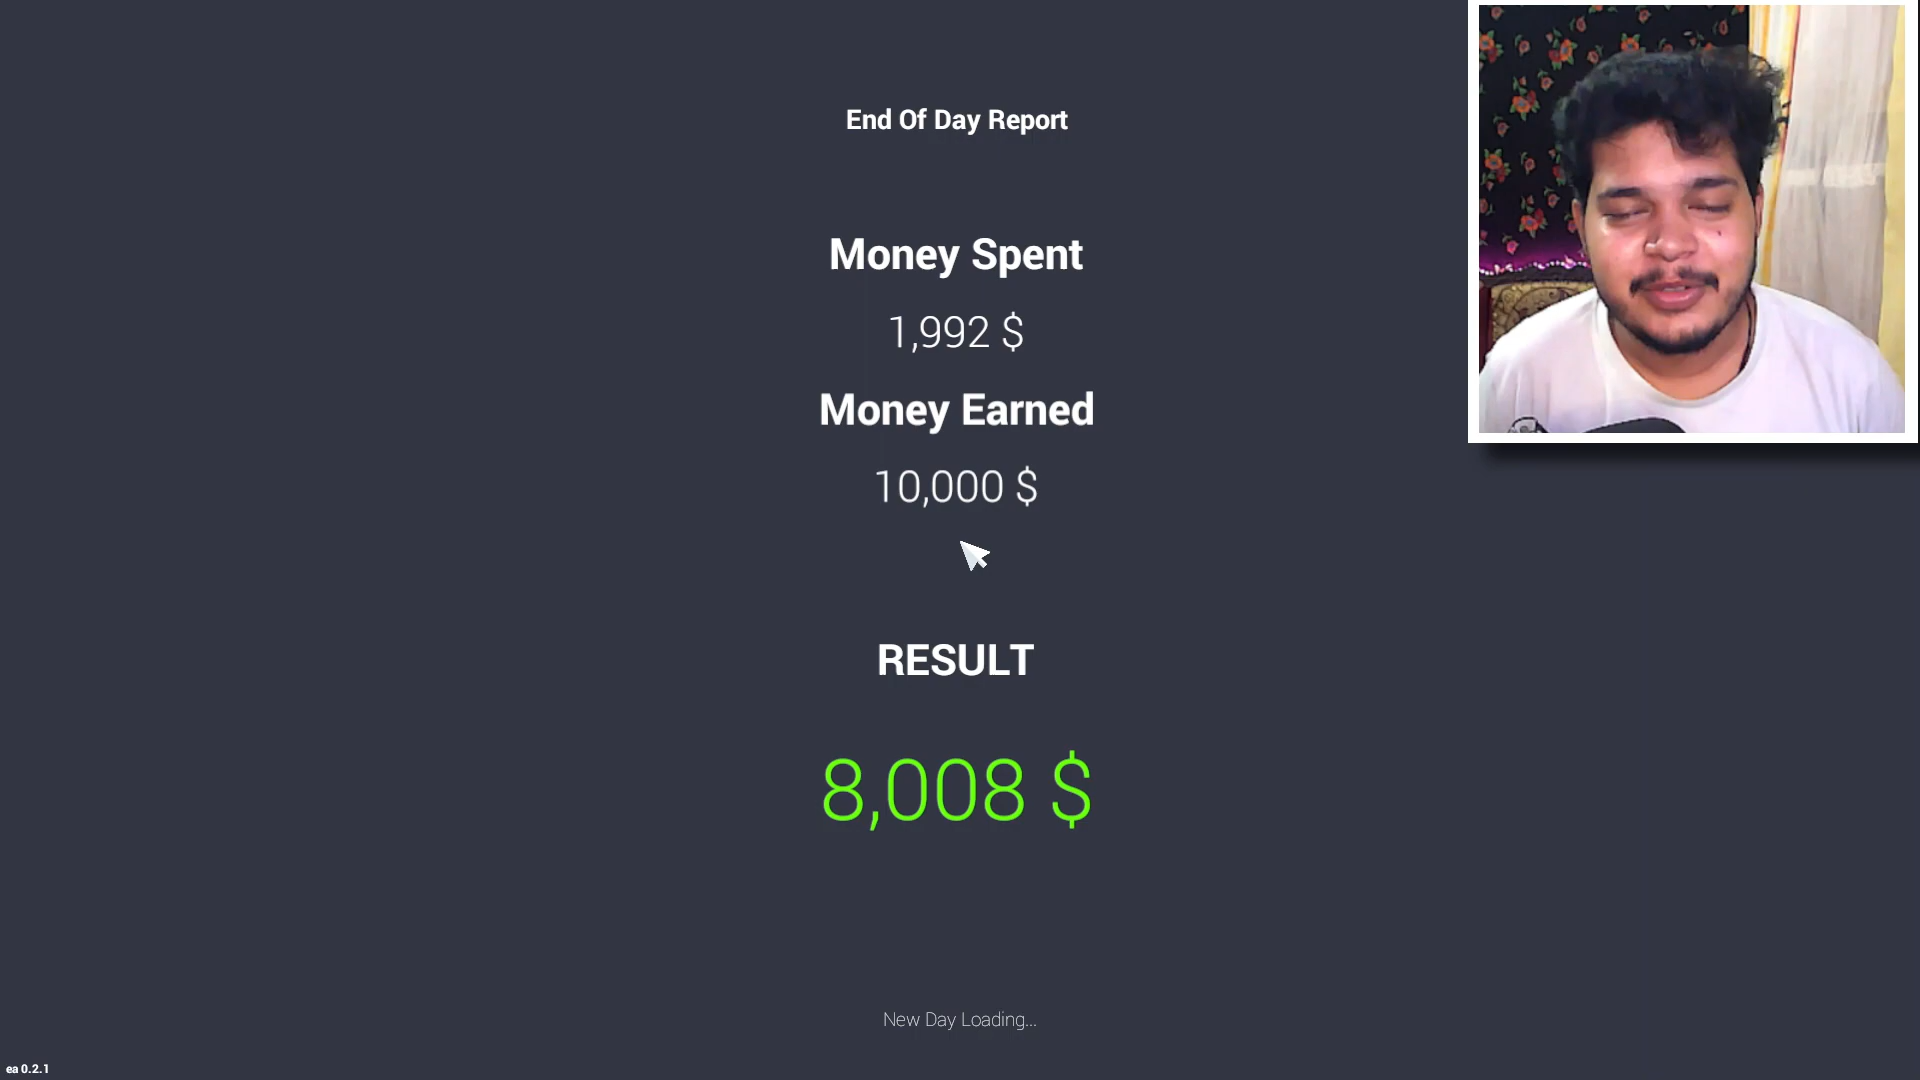 End Of Day Report
Money Spent
1,992 $
Money Earned
10,000 $
RESULT
8,008 $
New Day Loading...
ea 0.2.1